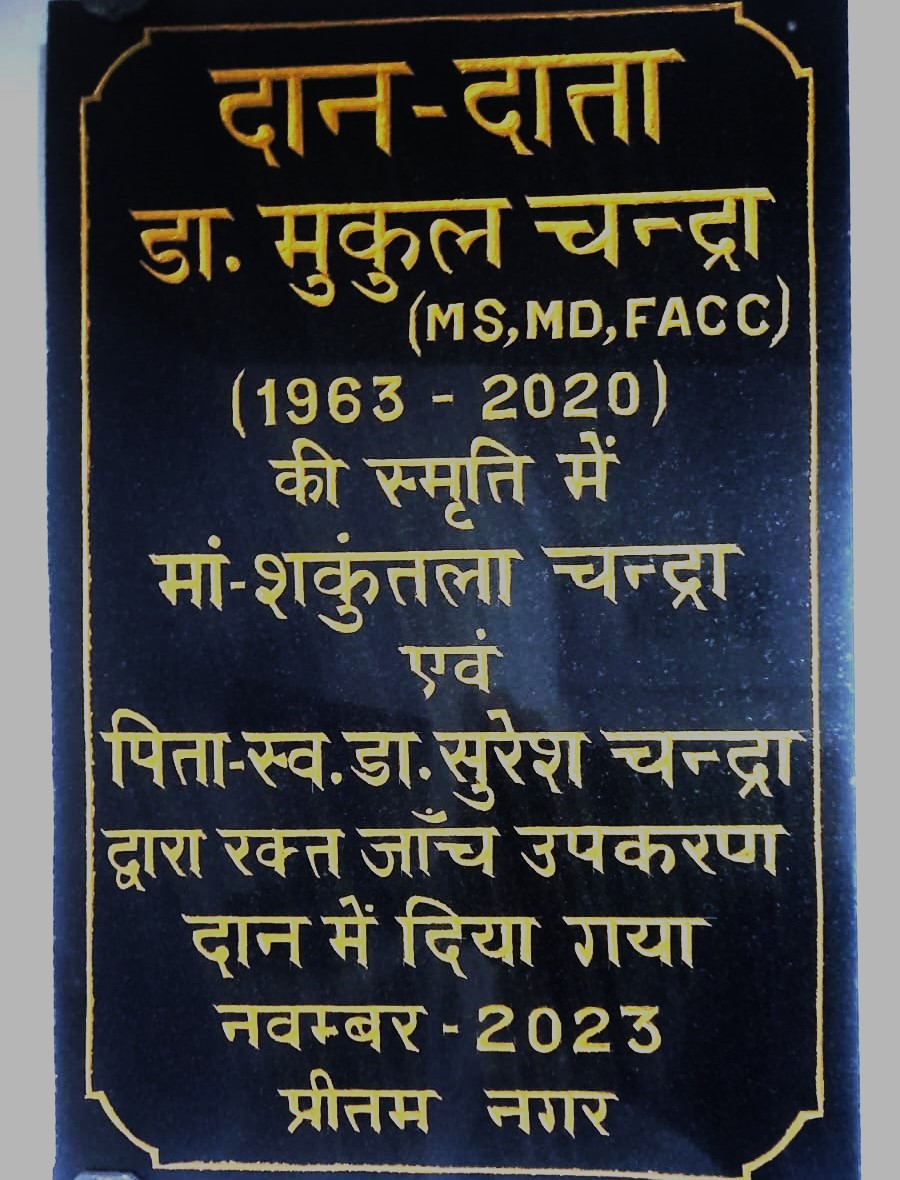 दान-दाता
डा. मुकुल चन्द्रा
(MS,MD,FACC)
(1963 - 2020)
की स्मृति में
मां-शकुंतला चन्द्रा
एवं
पिता-स्व.डा.सुरेश चन्द्रा
द्वारा रक्त जाँच उपकरण
दान में दिया गया
नवम्बर-2023
प्रीतम नगर